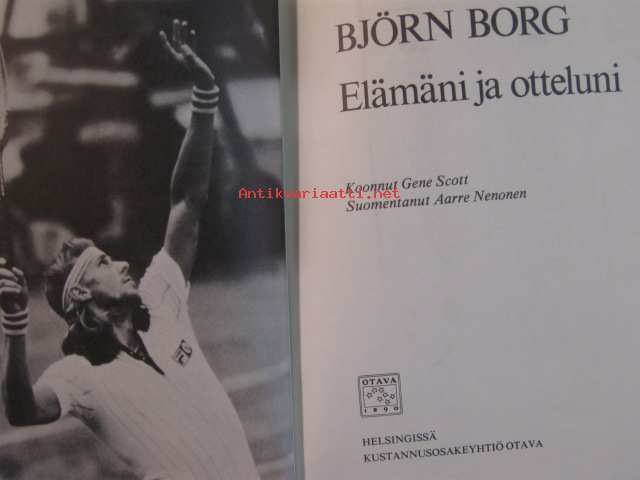 BJÖRN BORG
Elämäni ja otteluni
Koonnut Gene Scott
Antikvariaatti.net
Suomentanut Aarre Nenonen
OTAVA
1890
HELSINGISSÄ
KUSTANNUSOSAKEYHTIÖ OTAVA